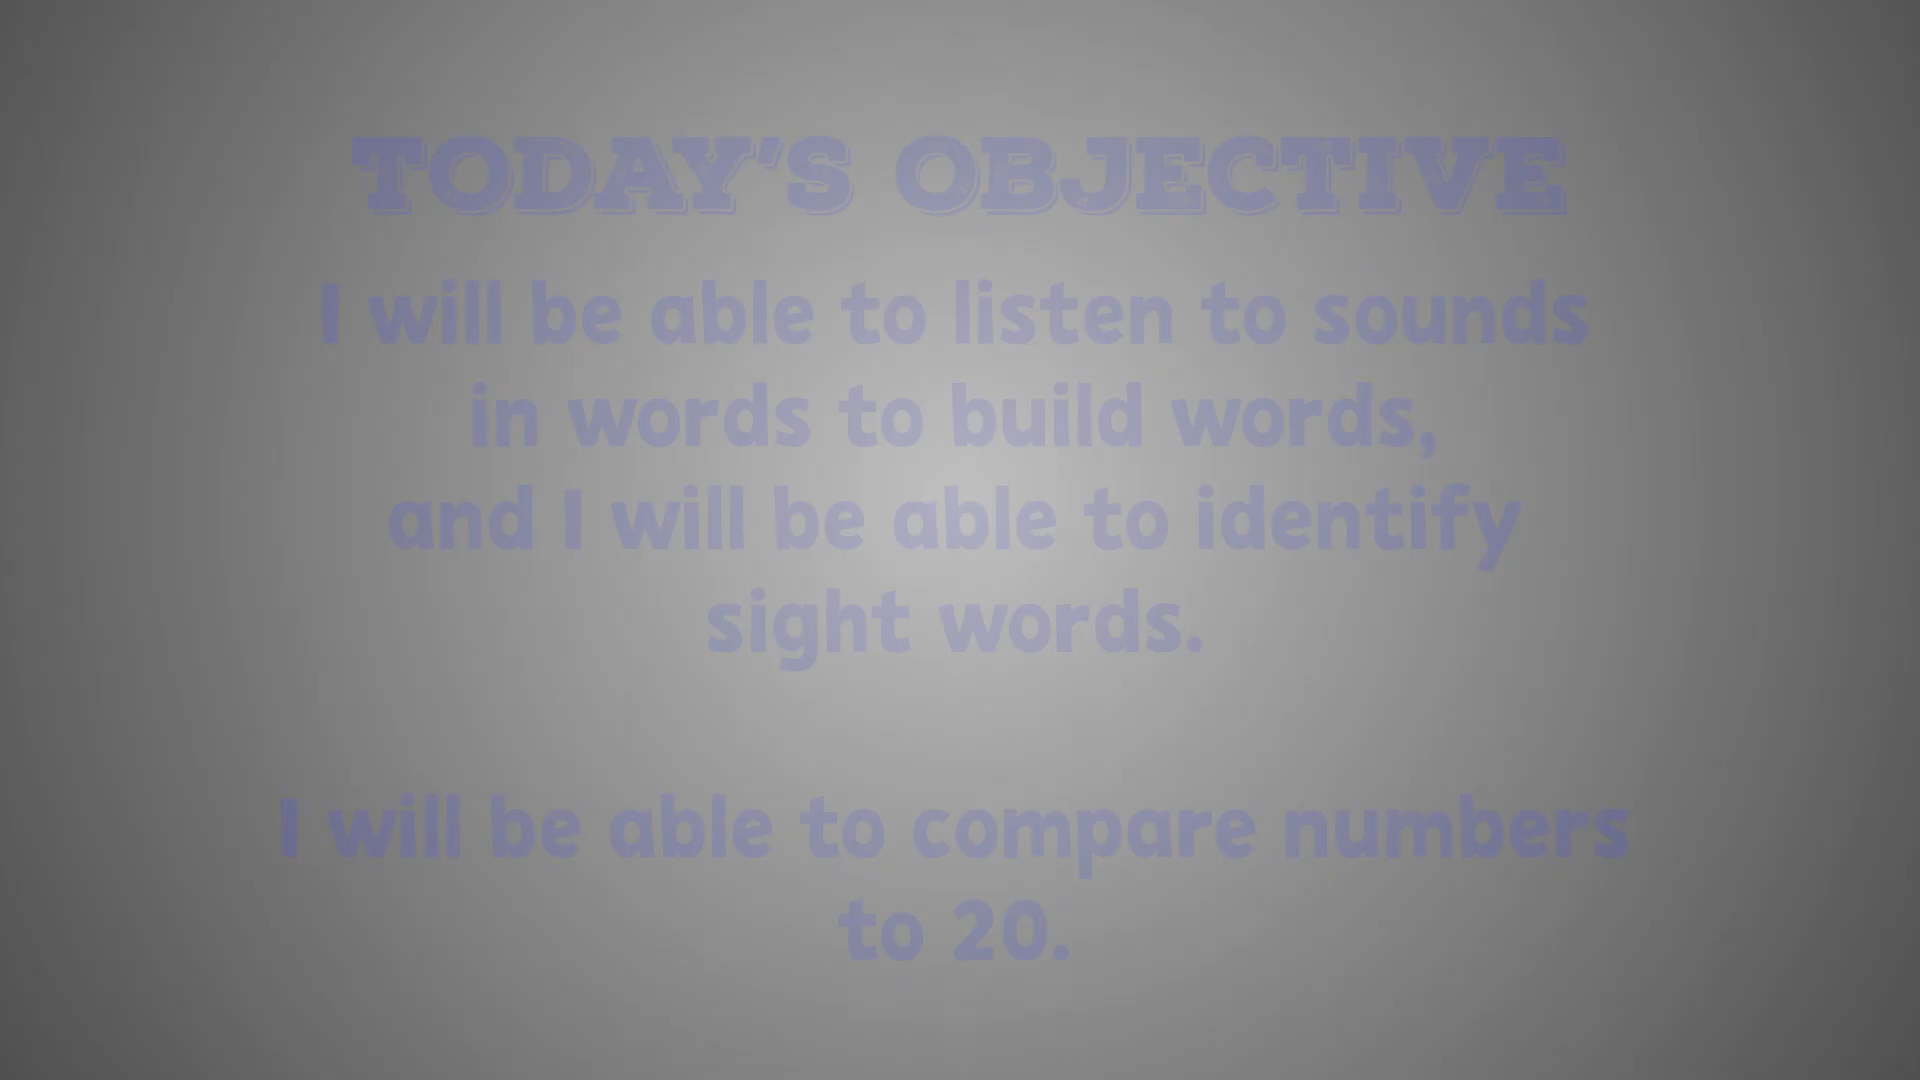 TODAY'S OBJECTIVE
I will be able to listen to sounds
in words to build words,
and I will be able to identify
sight words.
I will be able to compare numbers
to 20.